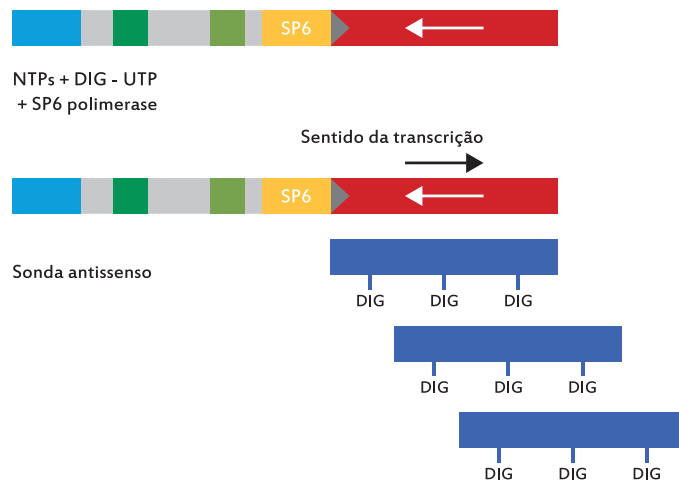 SP6
NTPs + DIG - UTP
+ SP6 polimerase
Sentido da transcrição
SP6
Sonda antissenso
DIG DIG DIG
DIG DIG DIG
DIG DIG DIG